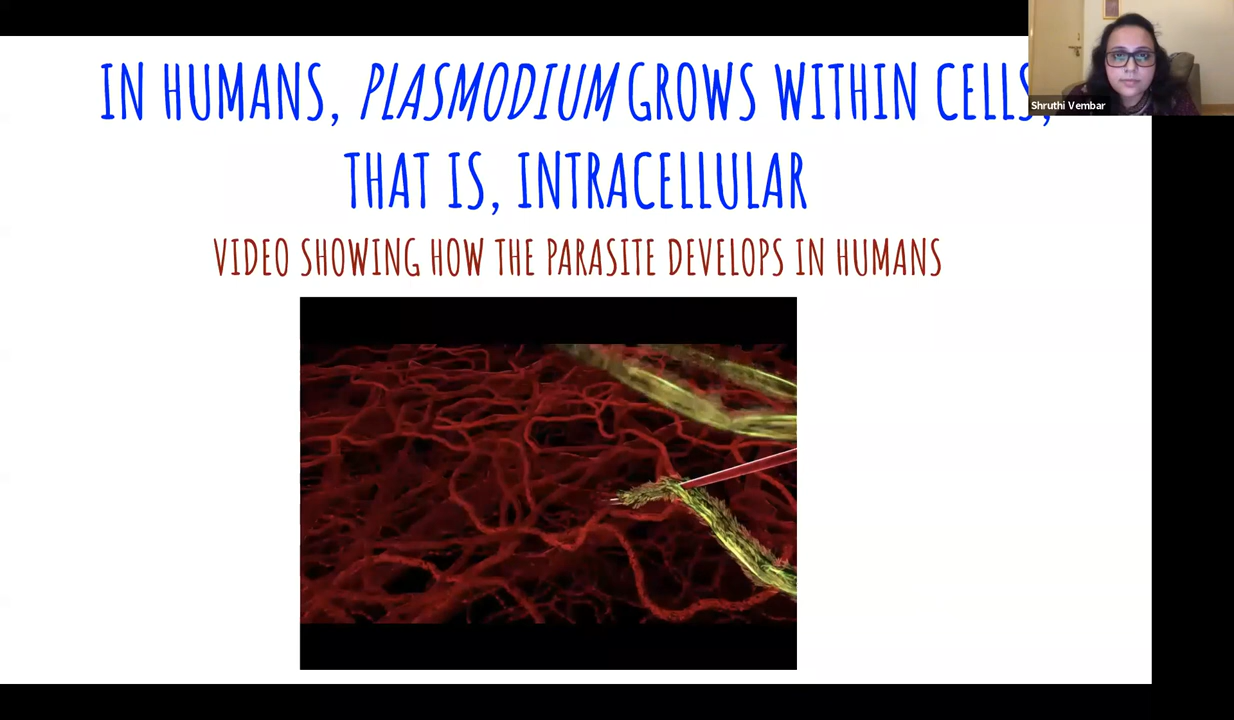 IN HUMANS, PLASMODIUM GROWS WITHIN CELLS,
THAT IS, INTRACELLULAR
VIDEO SHOWING HOW THE PARASITE DEVELOPS IN HUMANS
Shruthi Vembar